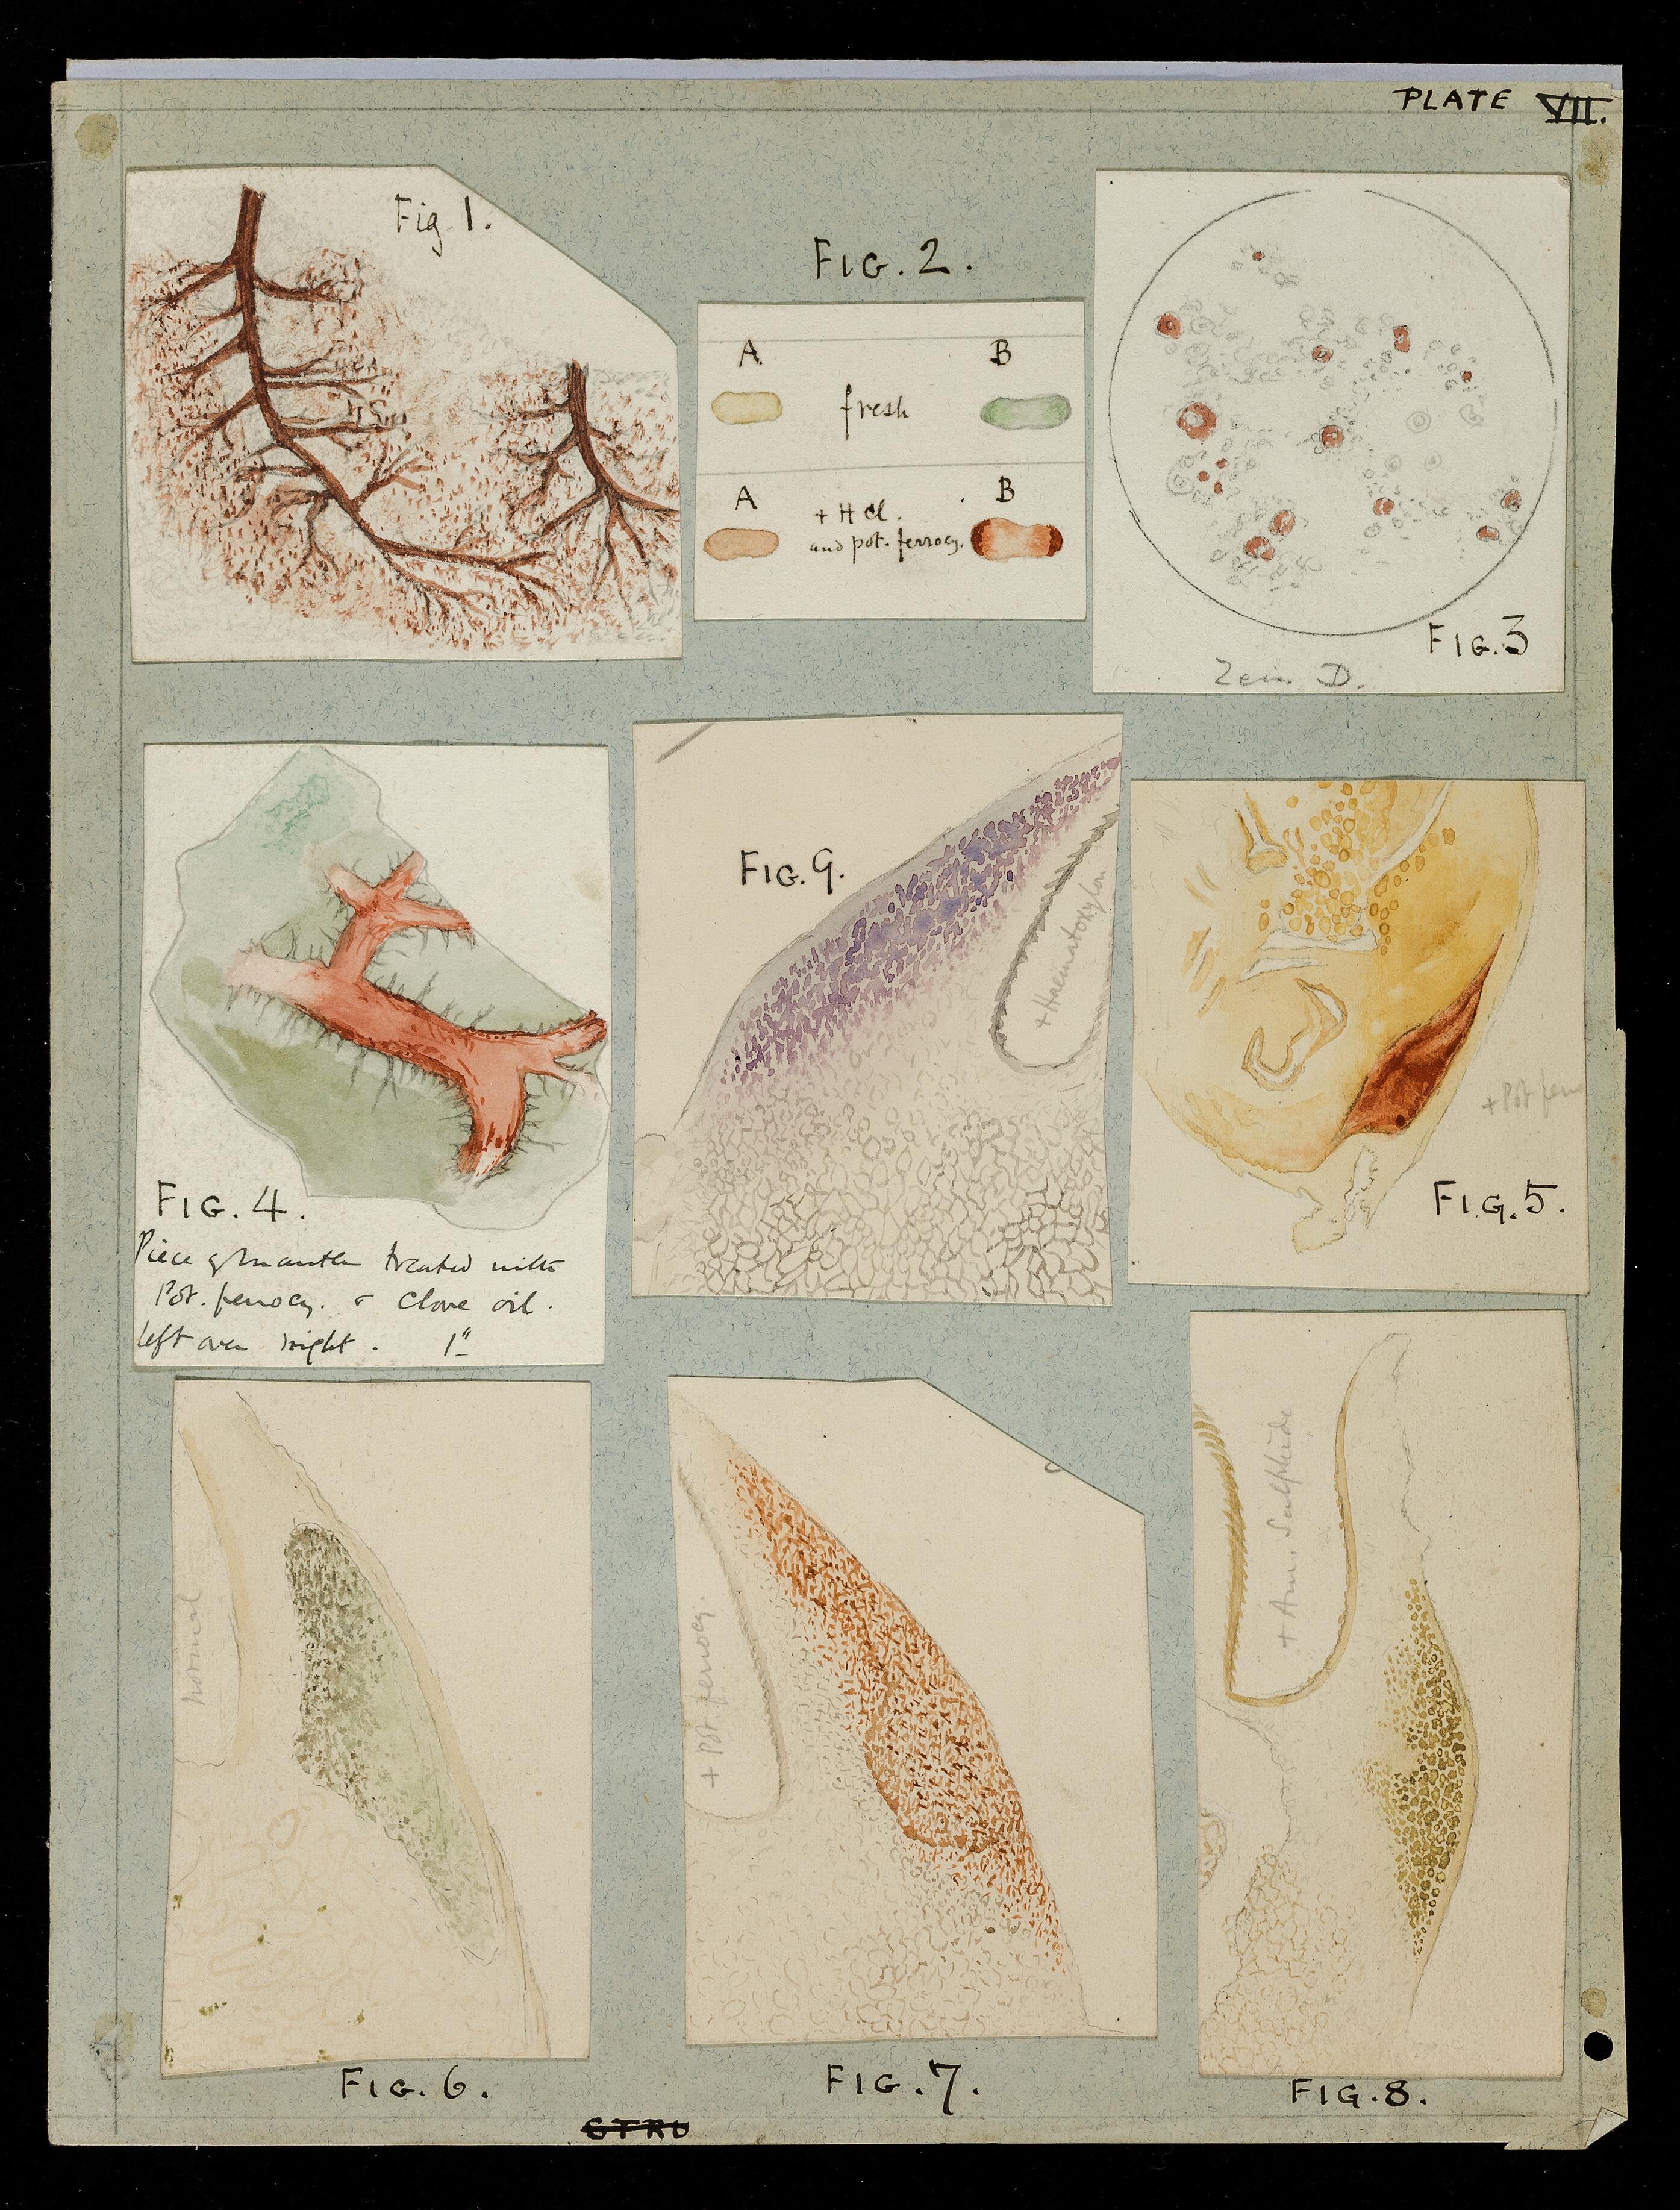 PLATE VII.
Fig 1.
FIG. 2.
A B
fresh
A B
+ H Cl.
and pot. ferrocy.
FIG. 3
Zeiss D.
FIG. 9.
+ Haematoxylon
FIG. 4.
Piece of mantle treated with
Pot. ferrocy. & Clove oil.
left over night. 1"
+ Pot ferro
FIG. 5.
normal
FIG. 6.
+ Pot ferrocy.
FIG. 7.
+ Am. Sulphide
FIG. 8.